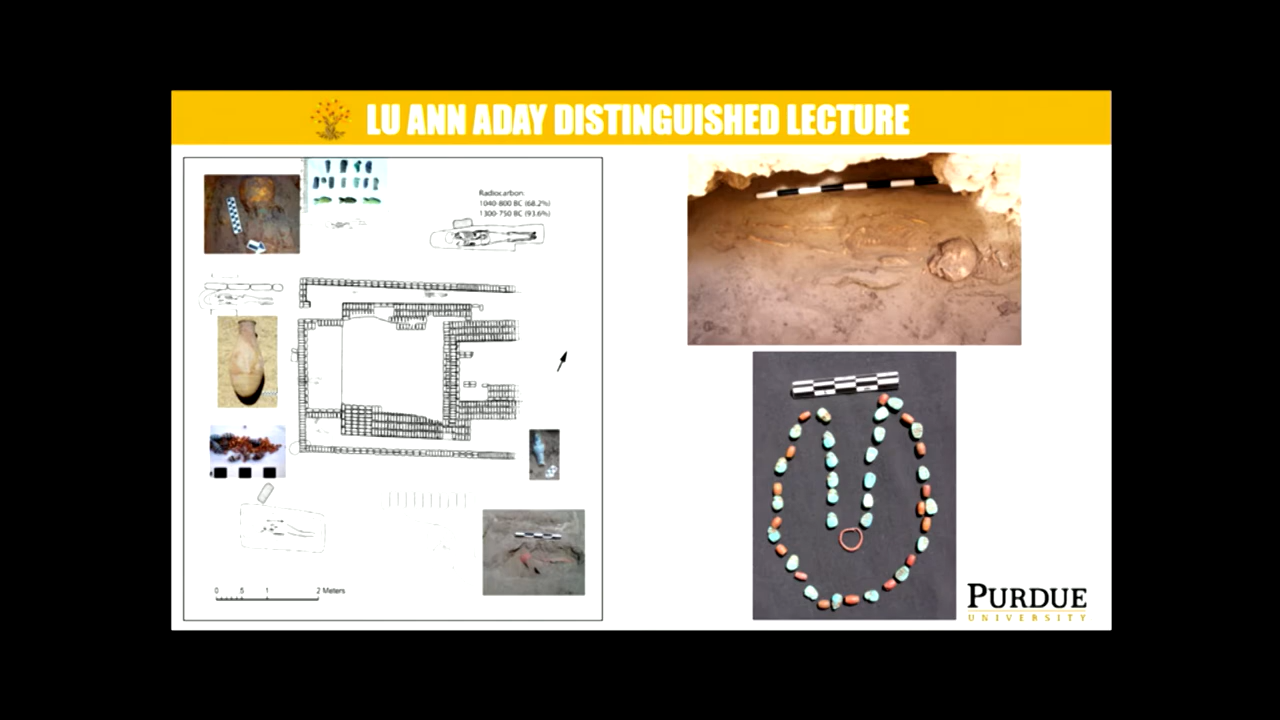 LU ANN ADAY DISTINGUISHED LECTURE
Radiocarbon:
1040-800 BC (68.2%)
1300-750 BC (93.6%)
0 .5 1 2 Meters
PURDUE
UNIVERSITY